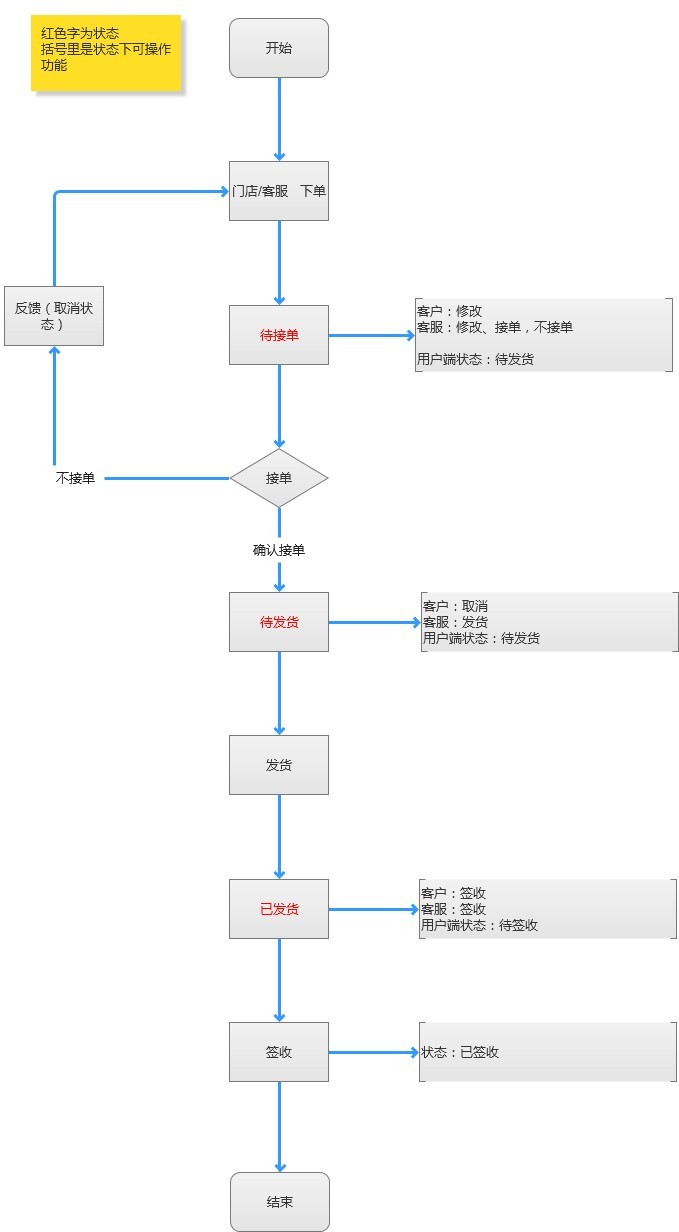 红色字为状态
括号里是状态下可操作
功能
开始
门店/客服 下单
反馈（取消状
态）
待接单
客户：修改
客服：修改、接单，不接单
用户端状态：待发货
不接单
接单
确认接单
待发货
客户：取消
客服：发货
用户端状态：待发货
发货
已发货
客户：签收
客服：签收
用户端状态：待签收
签收
状态：已签收
结束